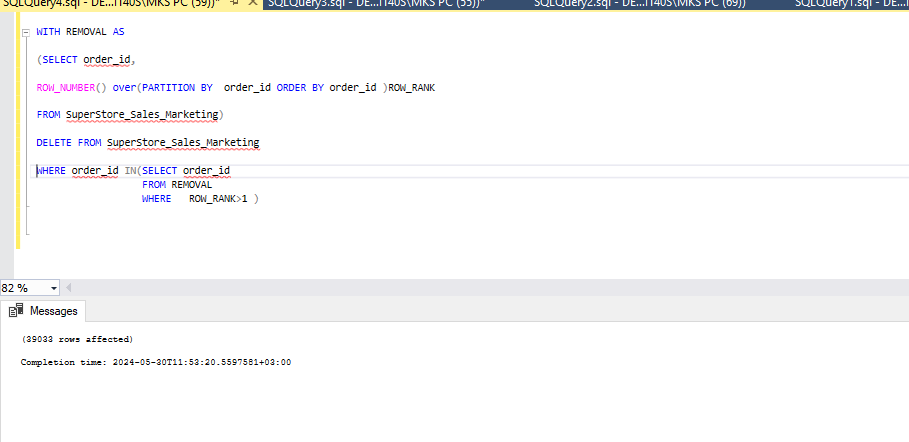 SQLQuery4.sql - DE...I140S\MKS PC (59))* SQLQuery3.sql - DE...I140S\MKS PC (55))* SQLQuery2.sql - DE...I140S\MKS PC (69)) SQLQuery1.sql - DE...I
WITH REMOVAL AS
(SELECT order_id,
ROW_NUMBER() over(PARTITION BY  order_id ORDER BY order_id )ROW_RANK
FROM SuperStore_Sales_Marketing)
DELETE FROM SuperStore_Sales_Marketing
WHERE order_id IN(SELECT order_id
FROM REMOVAL
WHERE   ROW_RANK>1 )
82 %
Messages
(39033 rows affected)
Completion time: 2024-05-30T11:53:20.5597581+03:00